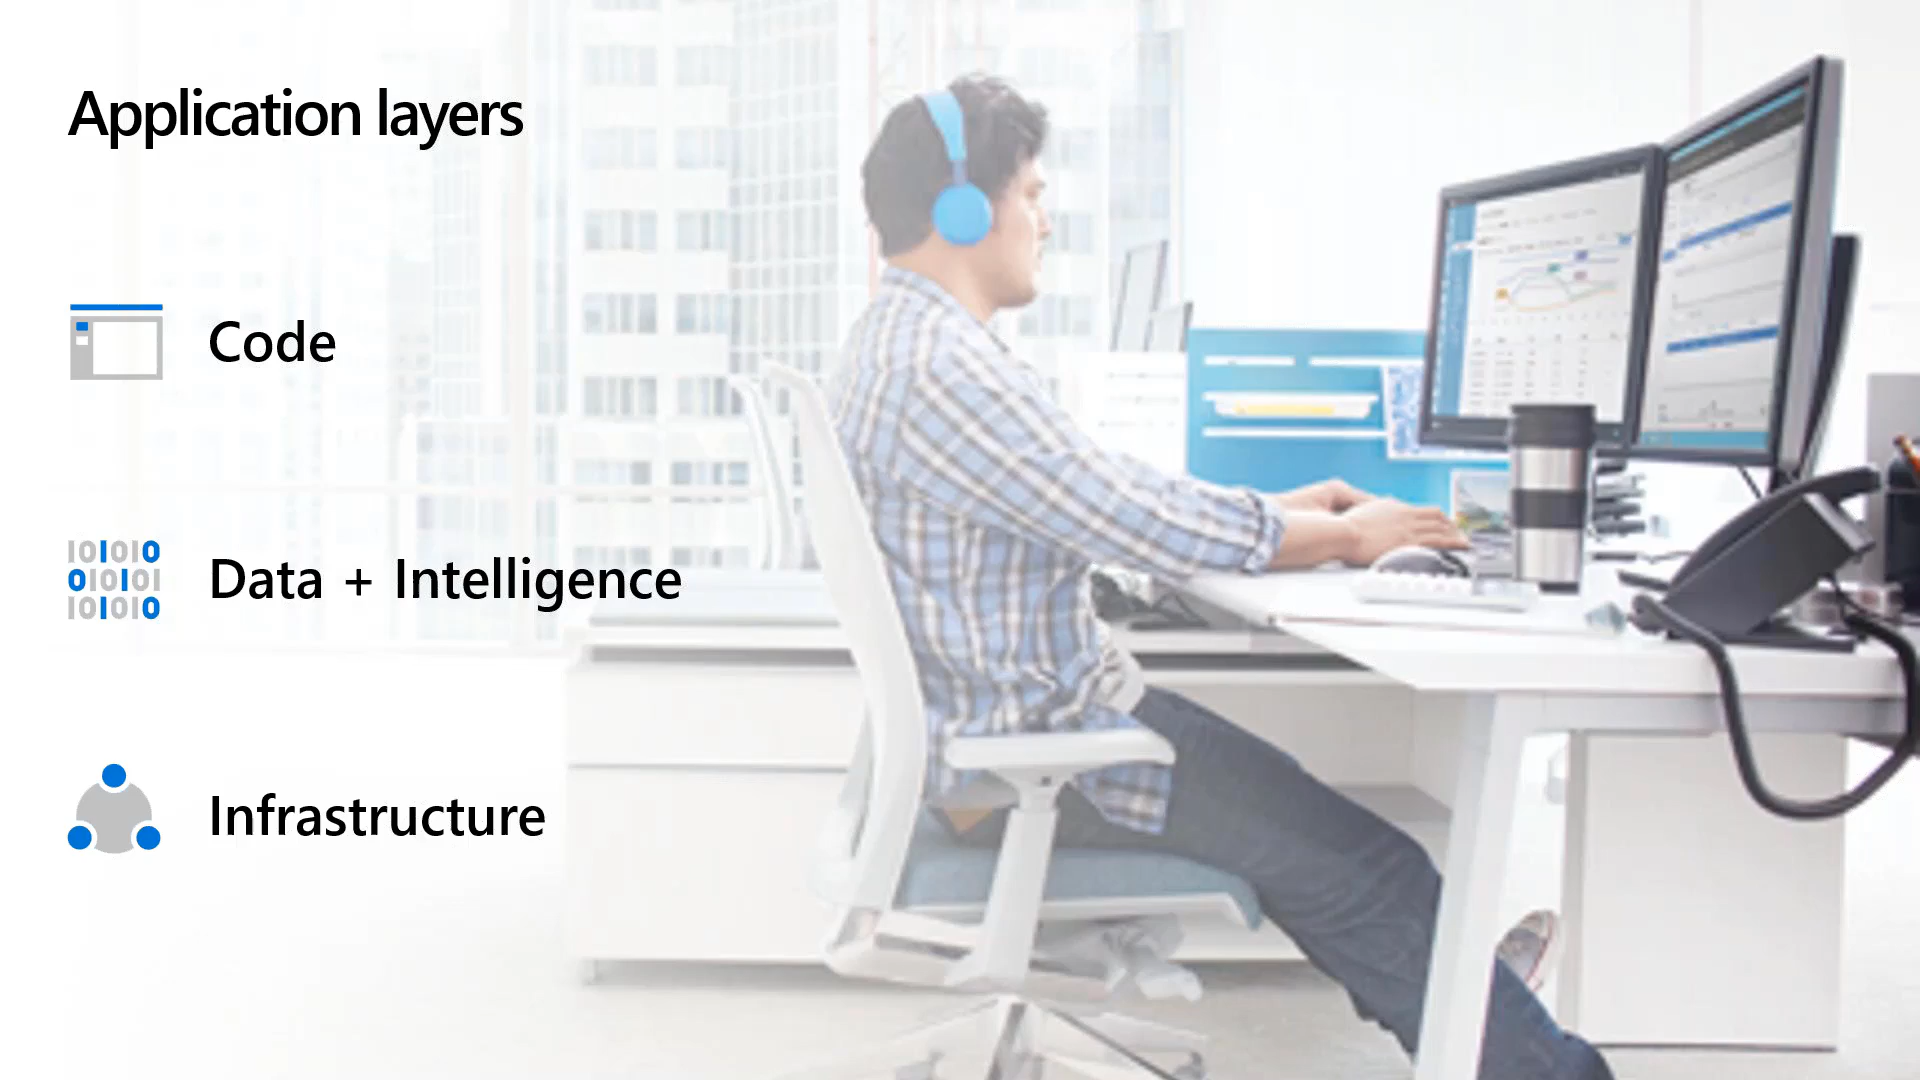 Application layers
Code
Data + Intelligence
Infrastructure